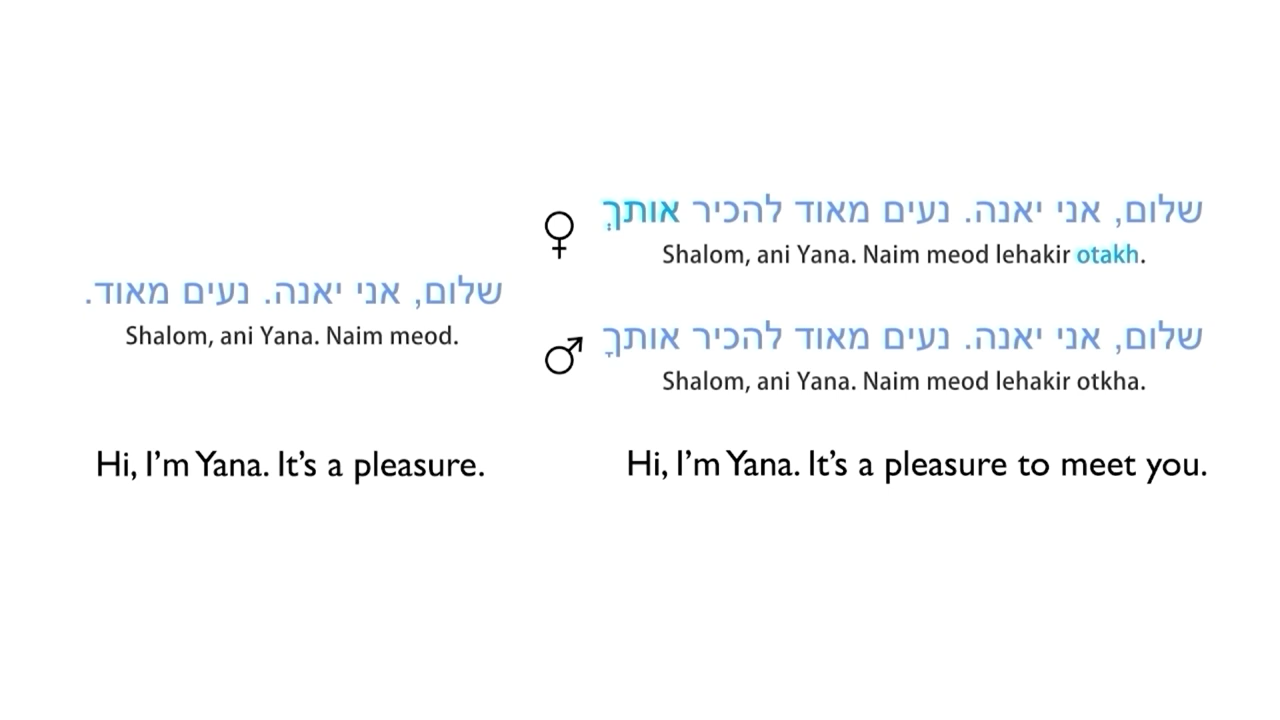 שלום, אני יאנה. נעים מאוד.
Shalom, ani Yana. Naim meod.
Hi, I'm Yana. It's a pleasure.
♀ שלום, אני יאנה. נעים מאוד להכיר אותךְ
Shalom, ani Yana. Naim meod lehakir otakh.
♂ שלום, אני יאנה. נעים מאוד להכיר אותךָ
Shalom, ani Yana. Naim meod lehakir otkha.
Hi, I'm Yana. It's a pleasure to meet you.